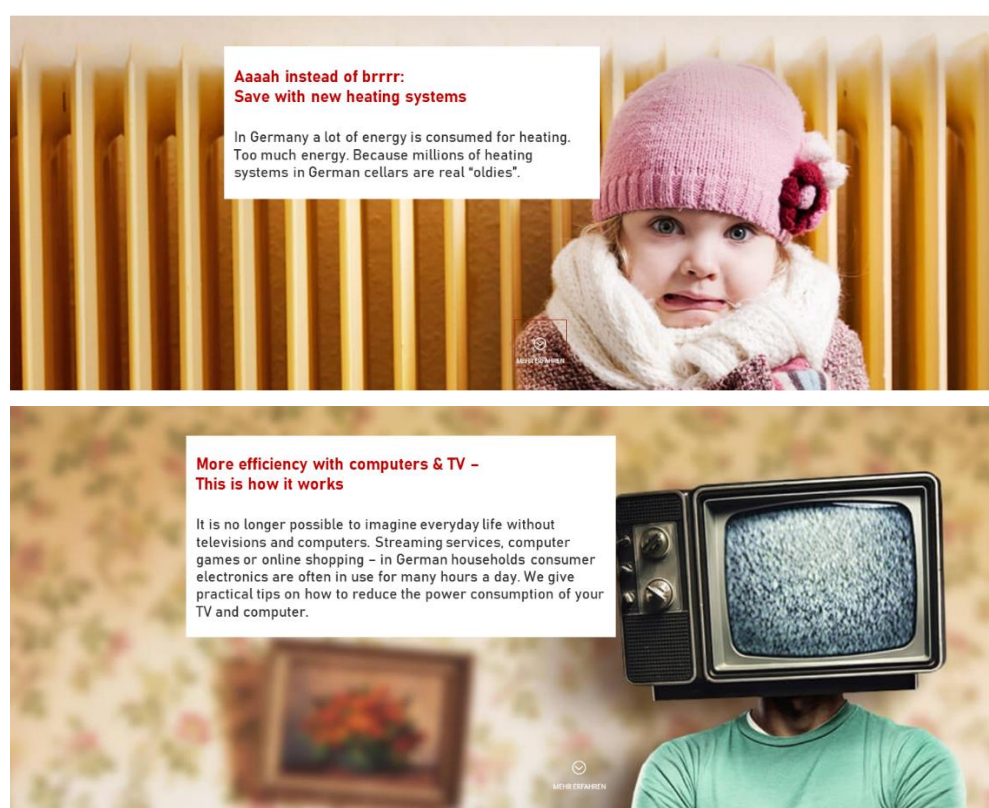 Aaaah instead of brrrr:
Save with new heating systems
In Germany a lot of energy is consumed for heating.
Too much energy. Because millions of heating
systems in German cellars are real "oldies".
MEHR ERFAHREN
More efficiency with computers & TV –
This is how it works
It is no longer possible to imagine everyday life without
televisions and computers. Streaming services, computer
games or online shopping – in German households consumer
electronics are often in use for many hours a day. We give
practical tips on how to reduce the power consumption of your
TV and computer.
MEHR ERFAHREN